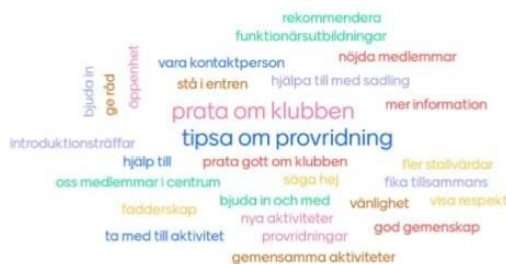 rekommendera
funktionärsutbildningar
nöjda medlemmar
vara kontaktperson
öppenhet
bjuda in
ge råd
stå i entren
hjälpa till med sadling
prata om klubben
mer information
tipsa om provridning
introduktionsträffar
hjälp till
prata gott om klubben
fler stallvärdar
oss medlemmar i centrum
säga hej
fika tillsammans
bjuda in och med
vänlighet
visa respekt
fadderskap
nya aktiviteter
god gemenskap
ta med till aktivitet
provridningar
gemensamma aktiviteter